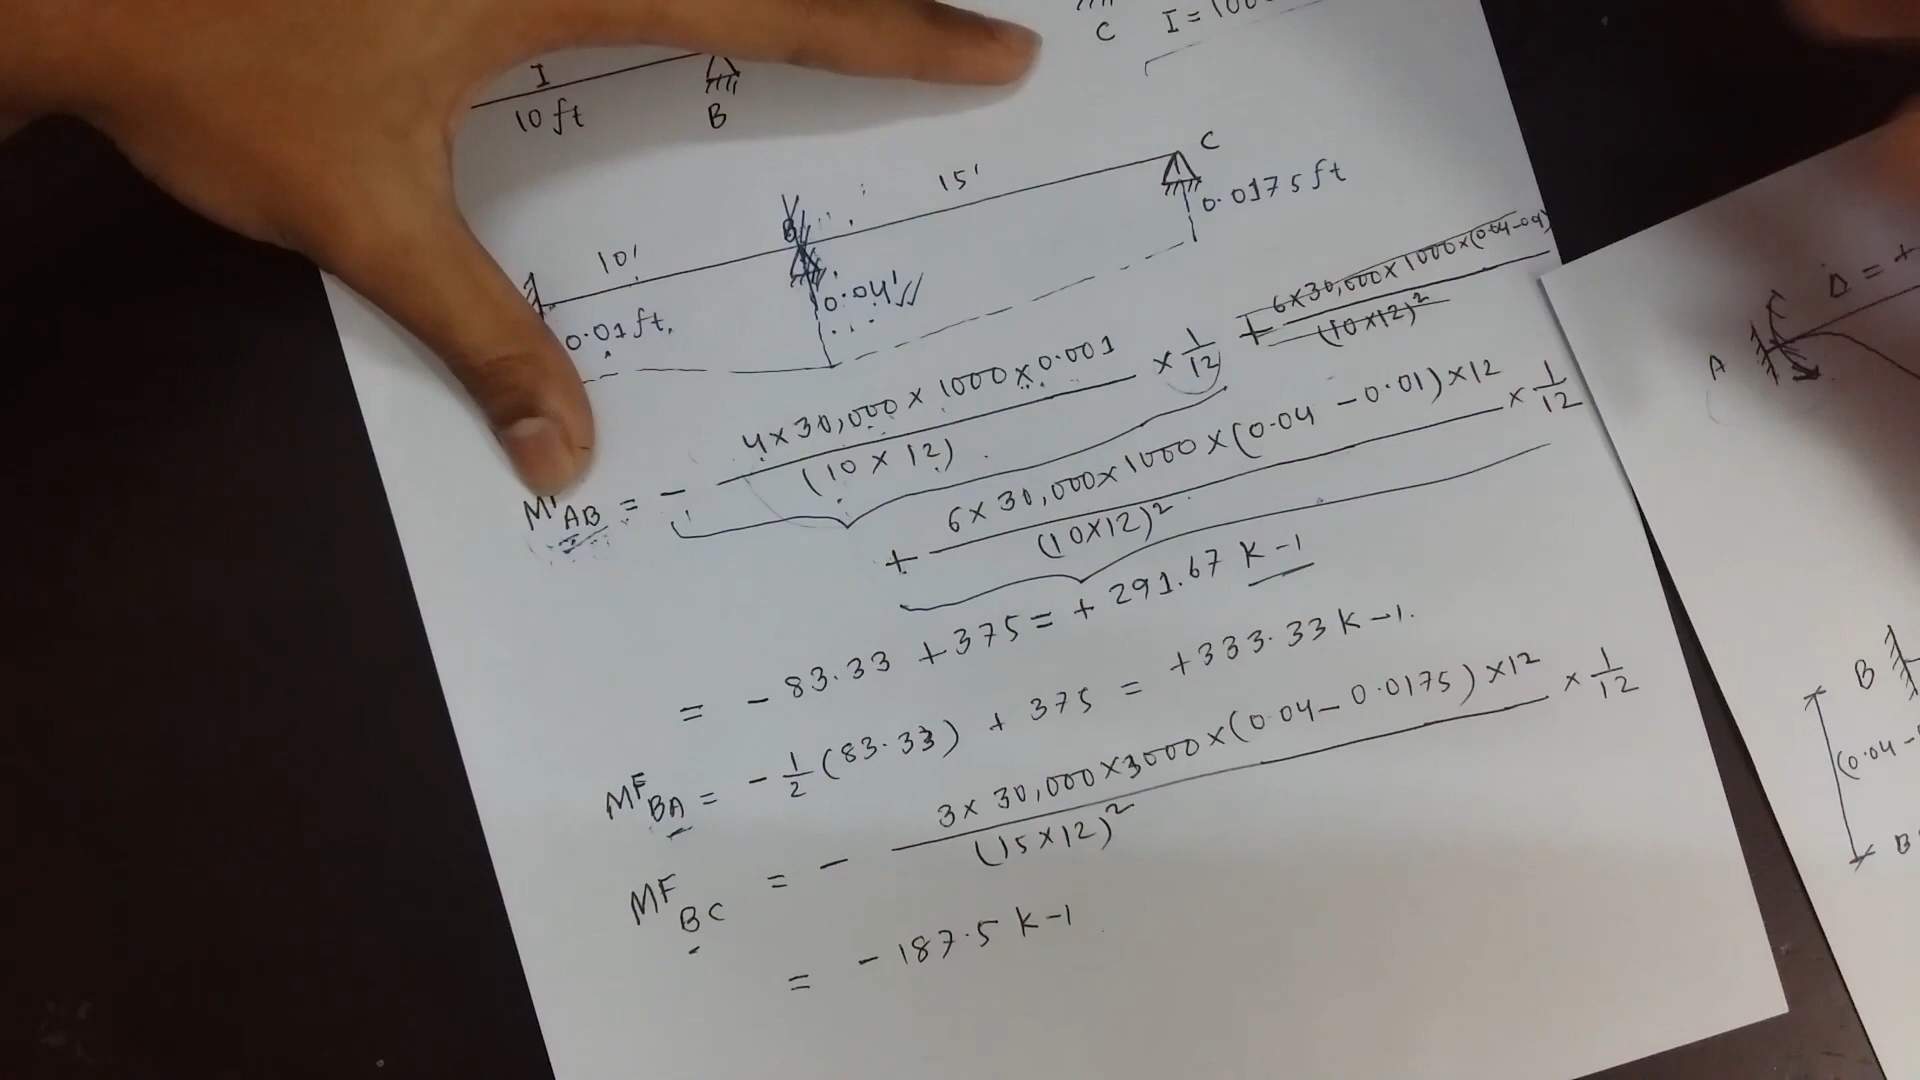 C I = 100
I
10 ft
B
C
15'
0.0175 ft
B
10'
0.04'
0.01 ft.
M'AB = - 4 x 30,000 x 1000 x 0.001 / (10 x 12) x 1/12 + 6 x 30,000 x 1000 x (0.04 - / (10 x 12)²
+ 6 x 30,000 x 1000 x (0.04 - 0.01) x 12 / (10 x 12)² x 1/12
= - 83.33 + 375 = + 291.67 K-1
MF BA = - 1/2 (83.33) + 375 = +333.33 K-1.
MF BC = - 3 x 30,000 x 3000 x (0.04 - 0.0175) x 12 / (15 x 12)² x 1/12
= - 187.5 K-1
Δ = +
A
B
(0.04 -
B